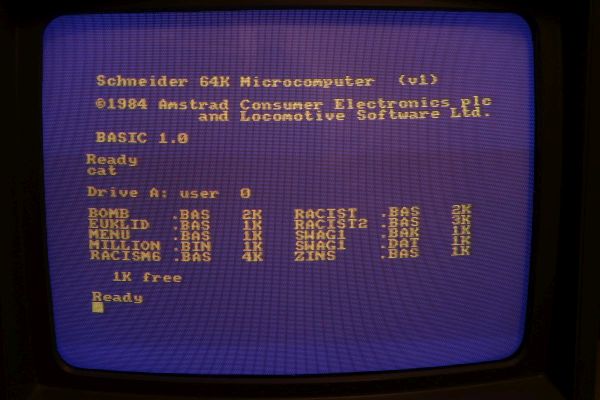 Schneider 64K Microcomputer (v1)
©1984 Amstrad Consumer Electronics plc
and Locomotive Software Ltd.
BASIC 1.0
Ready
cat
Drive A: user 0
BOMB .BAS 2K RACIST .BAS 2K
EUKLID .BAS 1K RACIST2 .BAS 3K
MENU .BAS 1K SWAG1 .BAK 1K
MILLION .BIN 1K SWAG1 .DAT 1K
RACISM6 .BAS 4K ZINS .BAS 1K
1K free
Ready